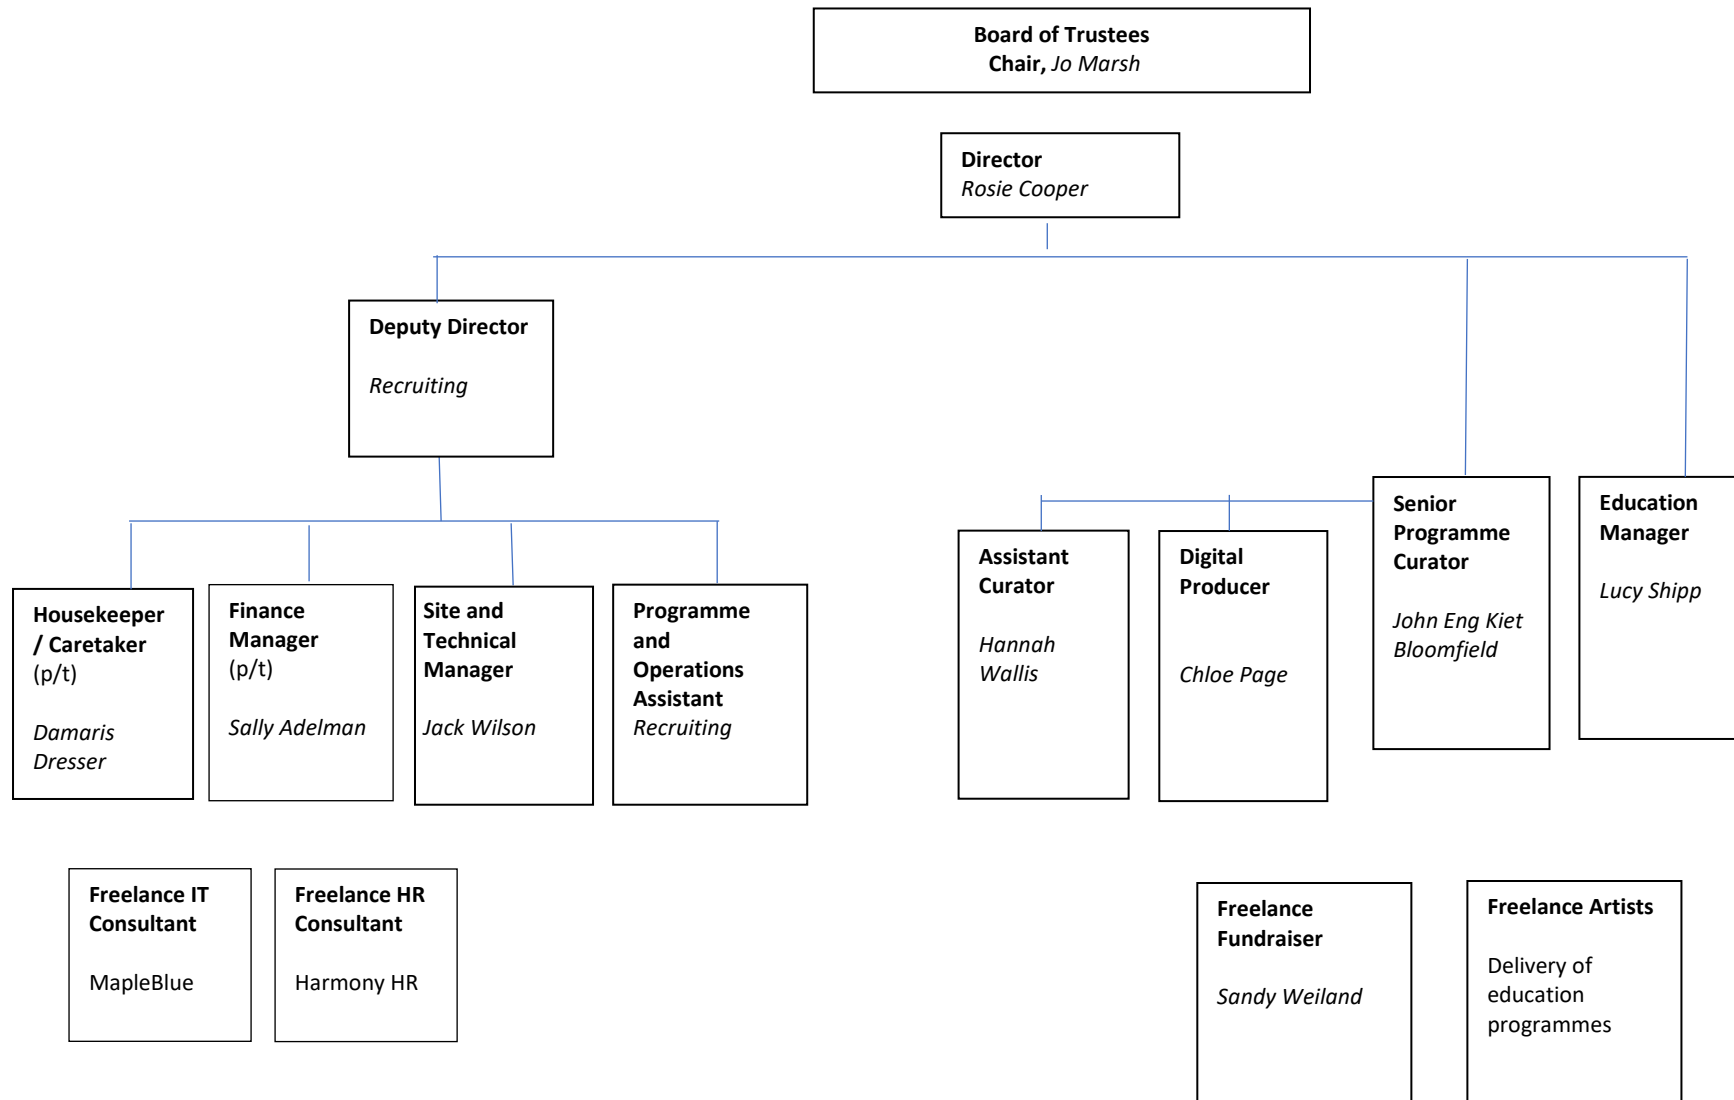 Board of Trustees
Chair, Jo Marsh
Director
Rosie Cooper
Deputy Director
Recruiting
Housekeeper
/ Caretaker
(p/t)
Damaris
Dresser
Finance
Manager
(p/t)
Sally Adelman
Site and
Technical
Manager
Jack Wilson
Programme
and
Operations
Assistant
Recruiting
Assistant
Curator
Hannah
Wallis
Digital
Producer
Chloe Page
Senior
Programme
Curator
John Eng Kiet
Bloomfield
Education
Manager
Lucy Shipp
Freelance IT
Consultant
MapleBlue
Freelance HR
Consultant
Harmony HR
Freelance
Fundraiser
Sandy Weiland
Freelance Artists
Delivery of
education
programmes